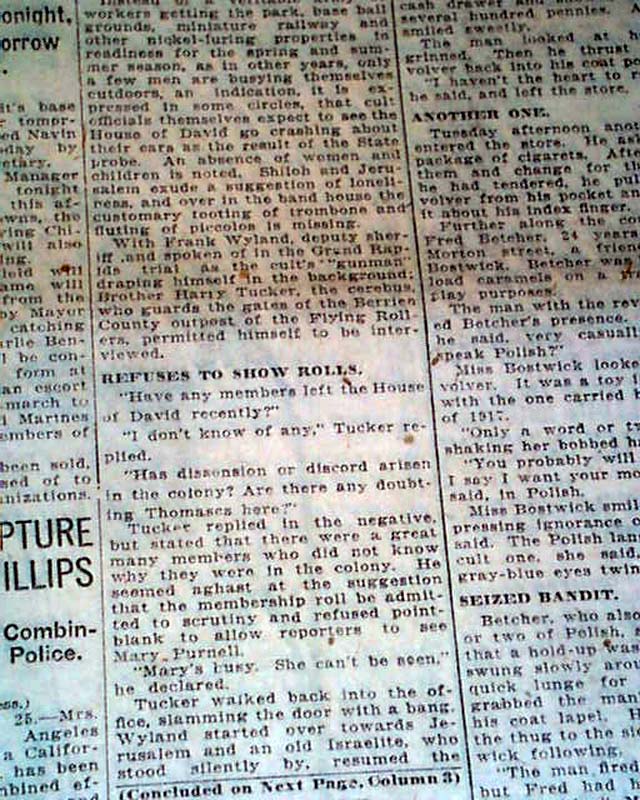 onight,
orrow
it's base
r tomor-
ed Navin
day by
etary.
Manager
tonight
this af-
wns, the
ying Chi-
will also
ing.
ield will
ame will
from the
by Mayor
catching
arlie Ben-
l be con-
form at
an escort
march to
l Marines
embers of
been sold,
sed of to
anizations.
PTURE
ILLIPS
Combin-
Police.
ess.)
25.—Mrs.
Angeles
a Califor-
has been
mbined ef-
workers getting the park, base ball
grounds, miniature railway and
other nickel-luring properties in
readiness for the spring and sum-
mer season, as in other years, only
a few men are busying themselves
outdoors, an indication, it is ex-
pressed in some circles, that cult
officials themselves expect to see the
House of David go crashing about
their ears as the result of the State
probe. An absence of women and
children is noted. Shiloh and Jeru-
salem exude a suggestion of loneli-
ness, and over in the band house the
customary tooting of trombone and
fluting of piccolos is missing.
With Frank Wyland, deputy sher-
iff and spoken of in the Grand Rap-
ids trial as the cult's "gunman"
draping himself in the background;
Brother Harry Tucker, the cerebus,
who guards the gates of the Berrien
County outpost of the Flying Roll-
ers, permitted himself to be inter-
viewed.
REFUSES TO SHOW ROLLS.
"Have any members left the House
of David recently?"
"I don't know of any," Tucker re-
plied.
"Has dissension or discord arisen
in the colony? Are there any doubt-
ing Thomases here?"
Tucker replied in the negative,
but stated that there were a great
many members who did not know
why they were in the colony. He
seemed aghast at the suggestion
that the membership roll be admit-
ted to scrutiny and refused point-
blank to allow reporters to see
Mary Purnell.
"Mary's busy. She can't be seen,"
he declared.
Tucker walked back into the of-
fice, slamming the door with a bang.
Wyland started over towards Je-
rusalem and an old Israelite, who
stood silently by, resumed the
(Concluded on Next Page, Column 3)
cash drawer and
several hundred pennies.
smiled sweetly.
The man looked at
grinned. Then he thrust
volver back into his coat
"I haven't the heart to
he said, and left the store.
ANOTHER ONE.
Tuesday afternoon anot
entered the store. He as
package of cigarets. Afte
them and change for th
he had tendered, he pul
volver from his pocket an
it about his index finger.
Further along the co
Fred Betcher, 24 years
Morton street, a friend
Bostwick. Betcher was
load caramels on a
play purposes.
The man with the rev
ed Betcher's presence.
he said, very casuall
speak Polish?"
Miss Bostwick looke
volver. It was a toy
with the one carried
of 1917.
"Only a word or tw
shaking her bobbed h
"You probably will
I say I want your mo
said, in Polish.
Miss Bostwick smil
pressing ignorance o
said. The Polish lan
cult one, she said,
gray-blue eyes twin
SEIZED BANDIT.
Betcher, who also
or two of Polish,
that a hold-up was
swung slowly aroun
quick lunge for
grabbed the man
his coat lapel.
the thug to the si
wick following.
"The man fired
but Fred had